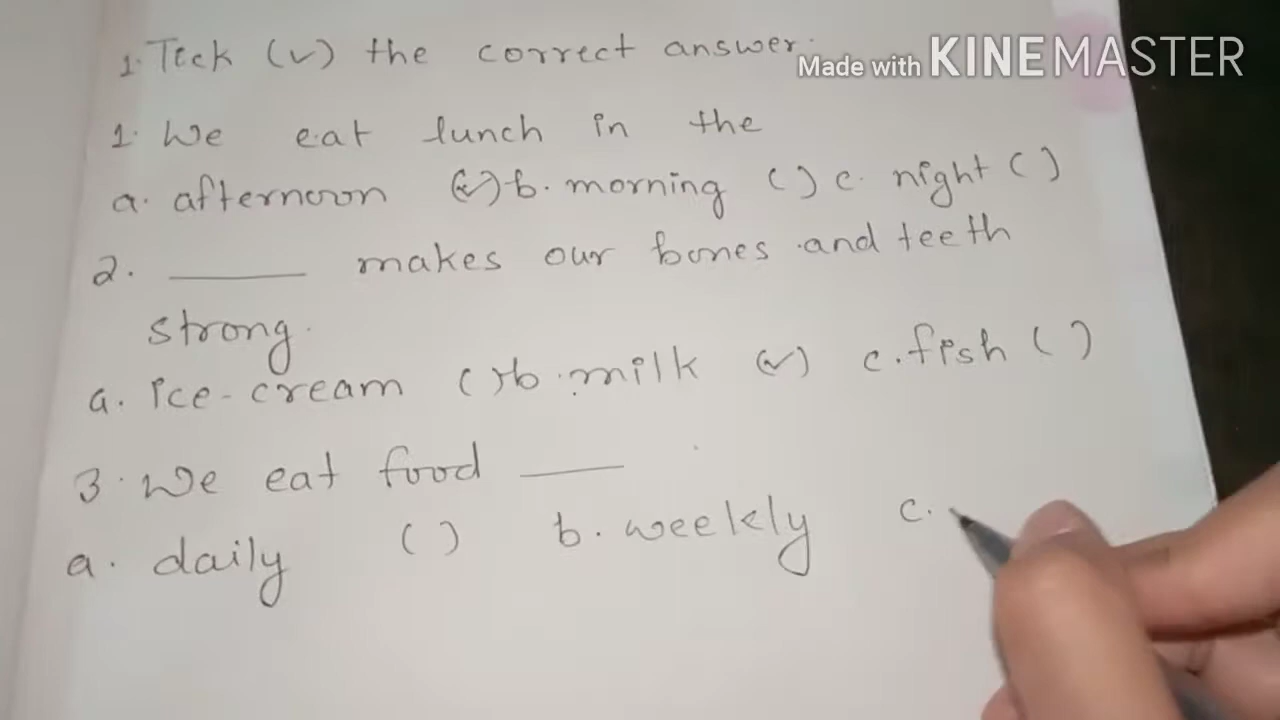 1. Teck (✓) the correct answer.
Made with KINEMASTER
1. We eat lunch in the
a. afternoon (✓) b. morning ( ) c. night ( )
2. ______ makes our bones and teeth
strong.
a. ice-cream ( ) b. milk (✓) c. fish ( )
3. We eat food ______
a. daily ( ) b. weekly c.